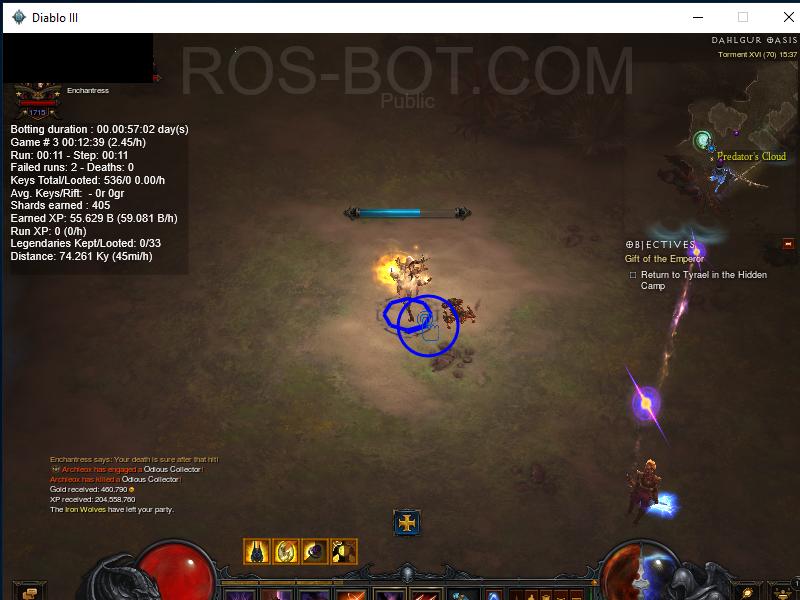 Diablo III
ROS-BOT.COM
Public
DAHLGUR OASIS
Torment XVI (70) 15:37
Enchantress
1715
Predator's Cloud
Botting duration : 00.00:57:02 day(s)
Game # 3 00:12:39 (2.45/h)
Run: 00:11 - Step: 00:11
Failed runs: 2 - Deaths: 0
Keys Total/Looted: 536/0 0.00/h
Avg. Keys/Rift: - 0r 0gr
Shards earned : 405
Earned XP: 55.629 B (59.081 B/h)
Run XP: 0 (0/h)
Legendaries Kept/Looted: 0/33
Distance: 74.261 Ky (45mi/h)
OBJECTIVES
Gift of the Emperor
Return to Tyrael in the Hidden
Camp
Enchantress says: Your death is sure after that hit!
Archleox has engaged a Odious Collector!
Archleox has killed a Odious Collector!
Gold received: 460,790
XP received: 204,558,760
The Iron Wolves have left your party.